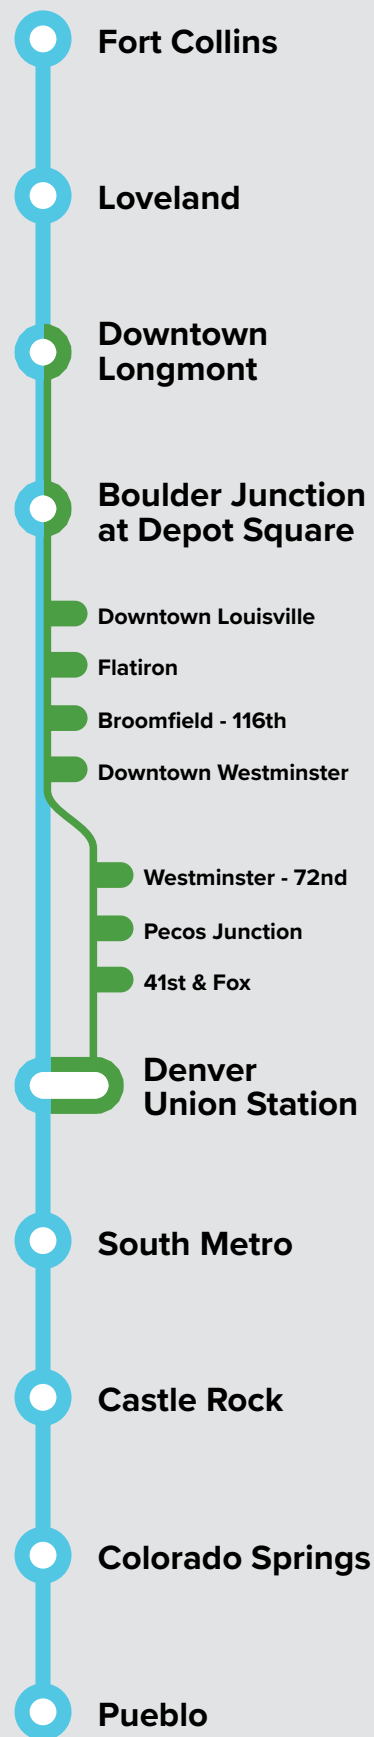 Fort Collins
Loveland
Downtown
Longmont
Boulder Junction
at Depot Square
Downtown Louisville
Flatiron
Broomfield - 116th
Downtown Westminster
Westminster - 72nd
Pecos Junction
41st & Fox
Denver
Union Station
South Metro
Castle Rock
Colorado Springs
Pueblo